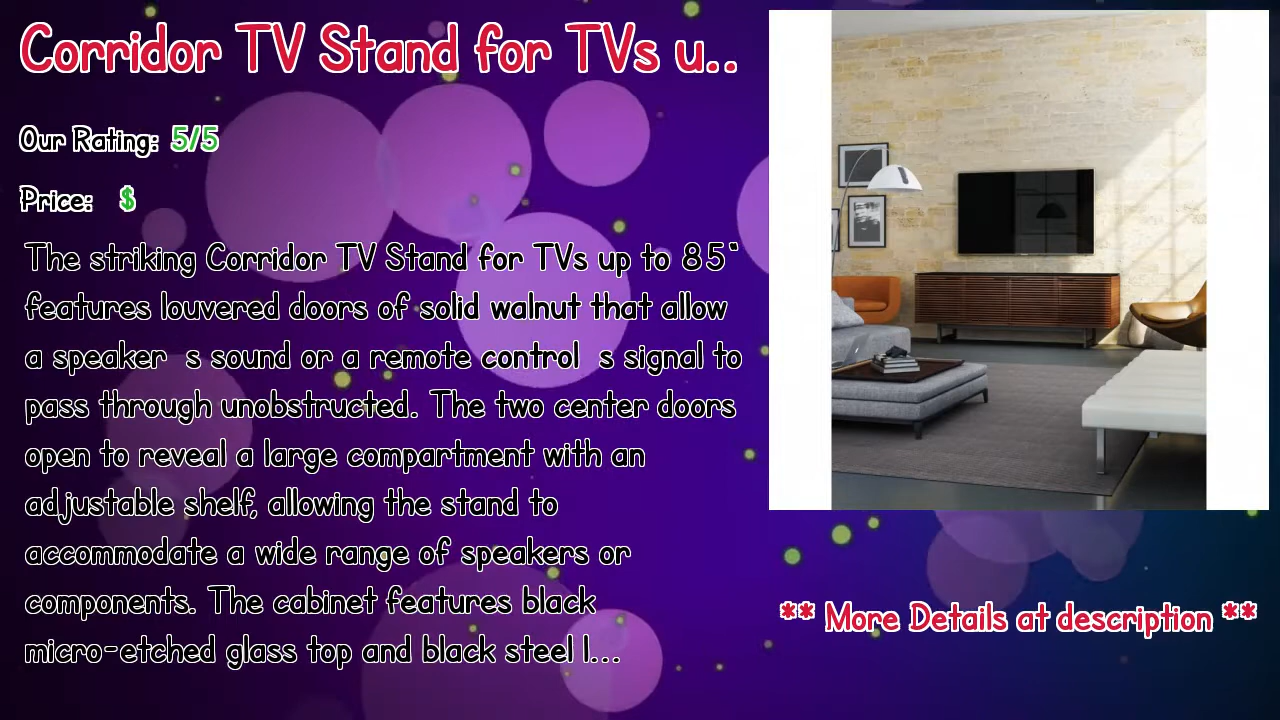 Corridor TV Stand for TVs u..
Our Rating: 5/5
Price: $
The striking Corridor TV Stand for TVs up to 85"
features louvered doors of solid walnut that allow
a speaker s sound or a remote control s signal to
pass through unobstructed. The two center doors
open to reveal a large compartment with an
adjustable shelf, allowing the stand to
accommodate a wide range of speakers or
components. The cabinet features black
micro-etched glass top and black steel l...
** More Details at description **